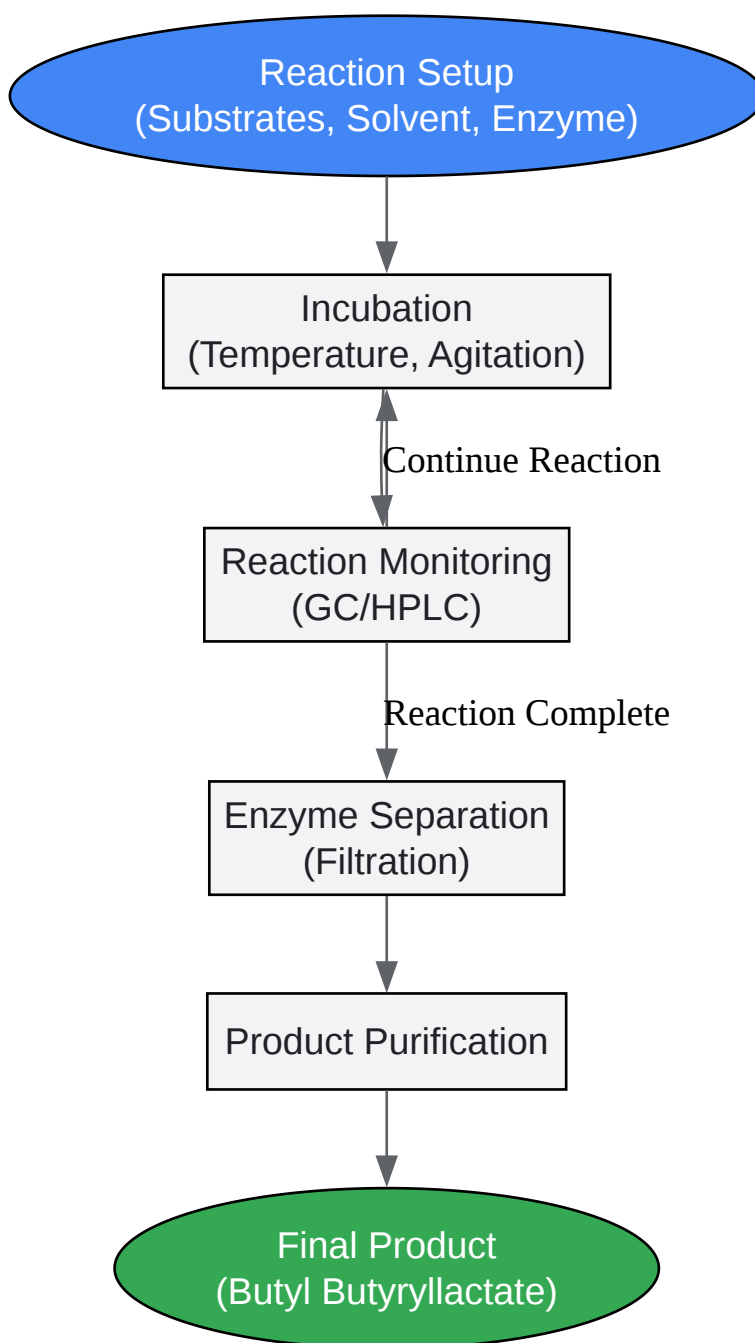 Reaction Setup
(Substrates, Solvent, Enzyme)
Incubation
(Temperature, Agitation)
Continue Reaction
Reaction Monitoring
(GC/HPLC)
Reaction Complete
Enzyme Separation
(Filtration)
Product Purification
Final Product
(Butyl Butyryllactate)